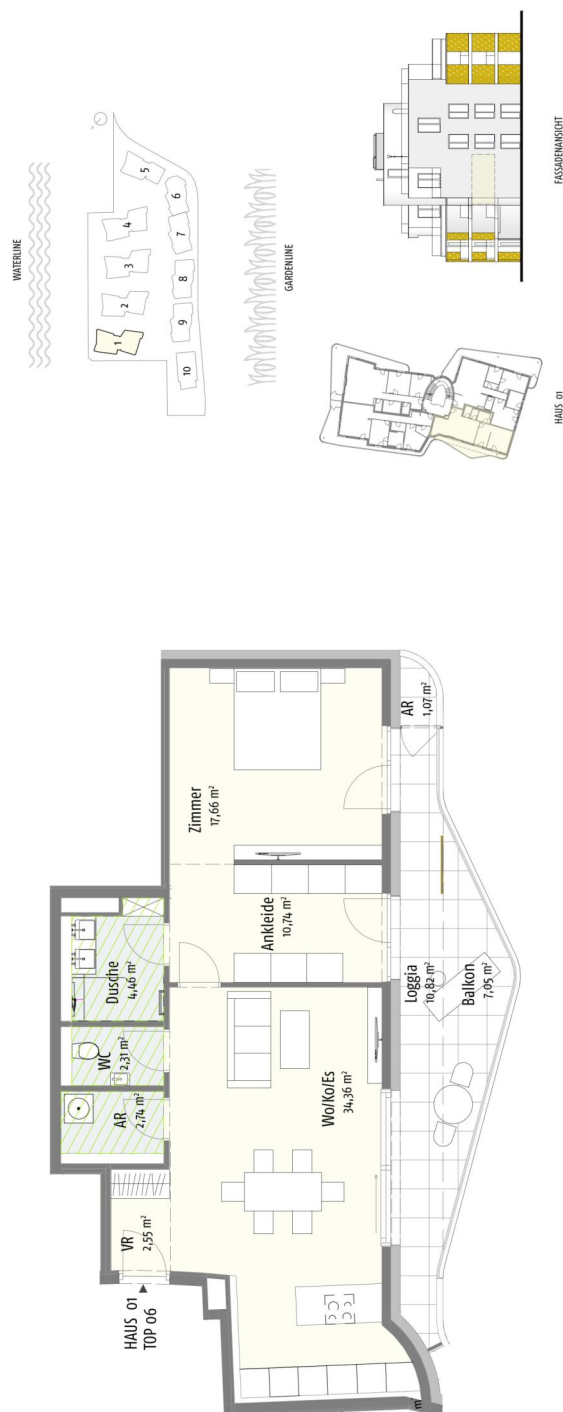 WATERLINE
1
2
3
4
5
6
7
8
9
10
GARDENLINE
HAUS 01
FASSADENANSICHT
HAUS 01
TOP 06
VR
2,55 m²
AR
2,74 m²
WC
2,31 m²
Dusche
4,46 m²
Zimmer
17,66 m²
Ankleide
10,74 m²
Wo/Ko/Es
34,36 m²
Loggia
10,82 m²
Balkon
7,05 m²
AR
1,07 m²
m